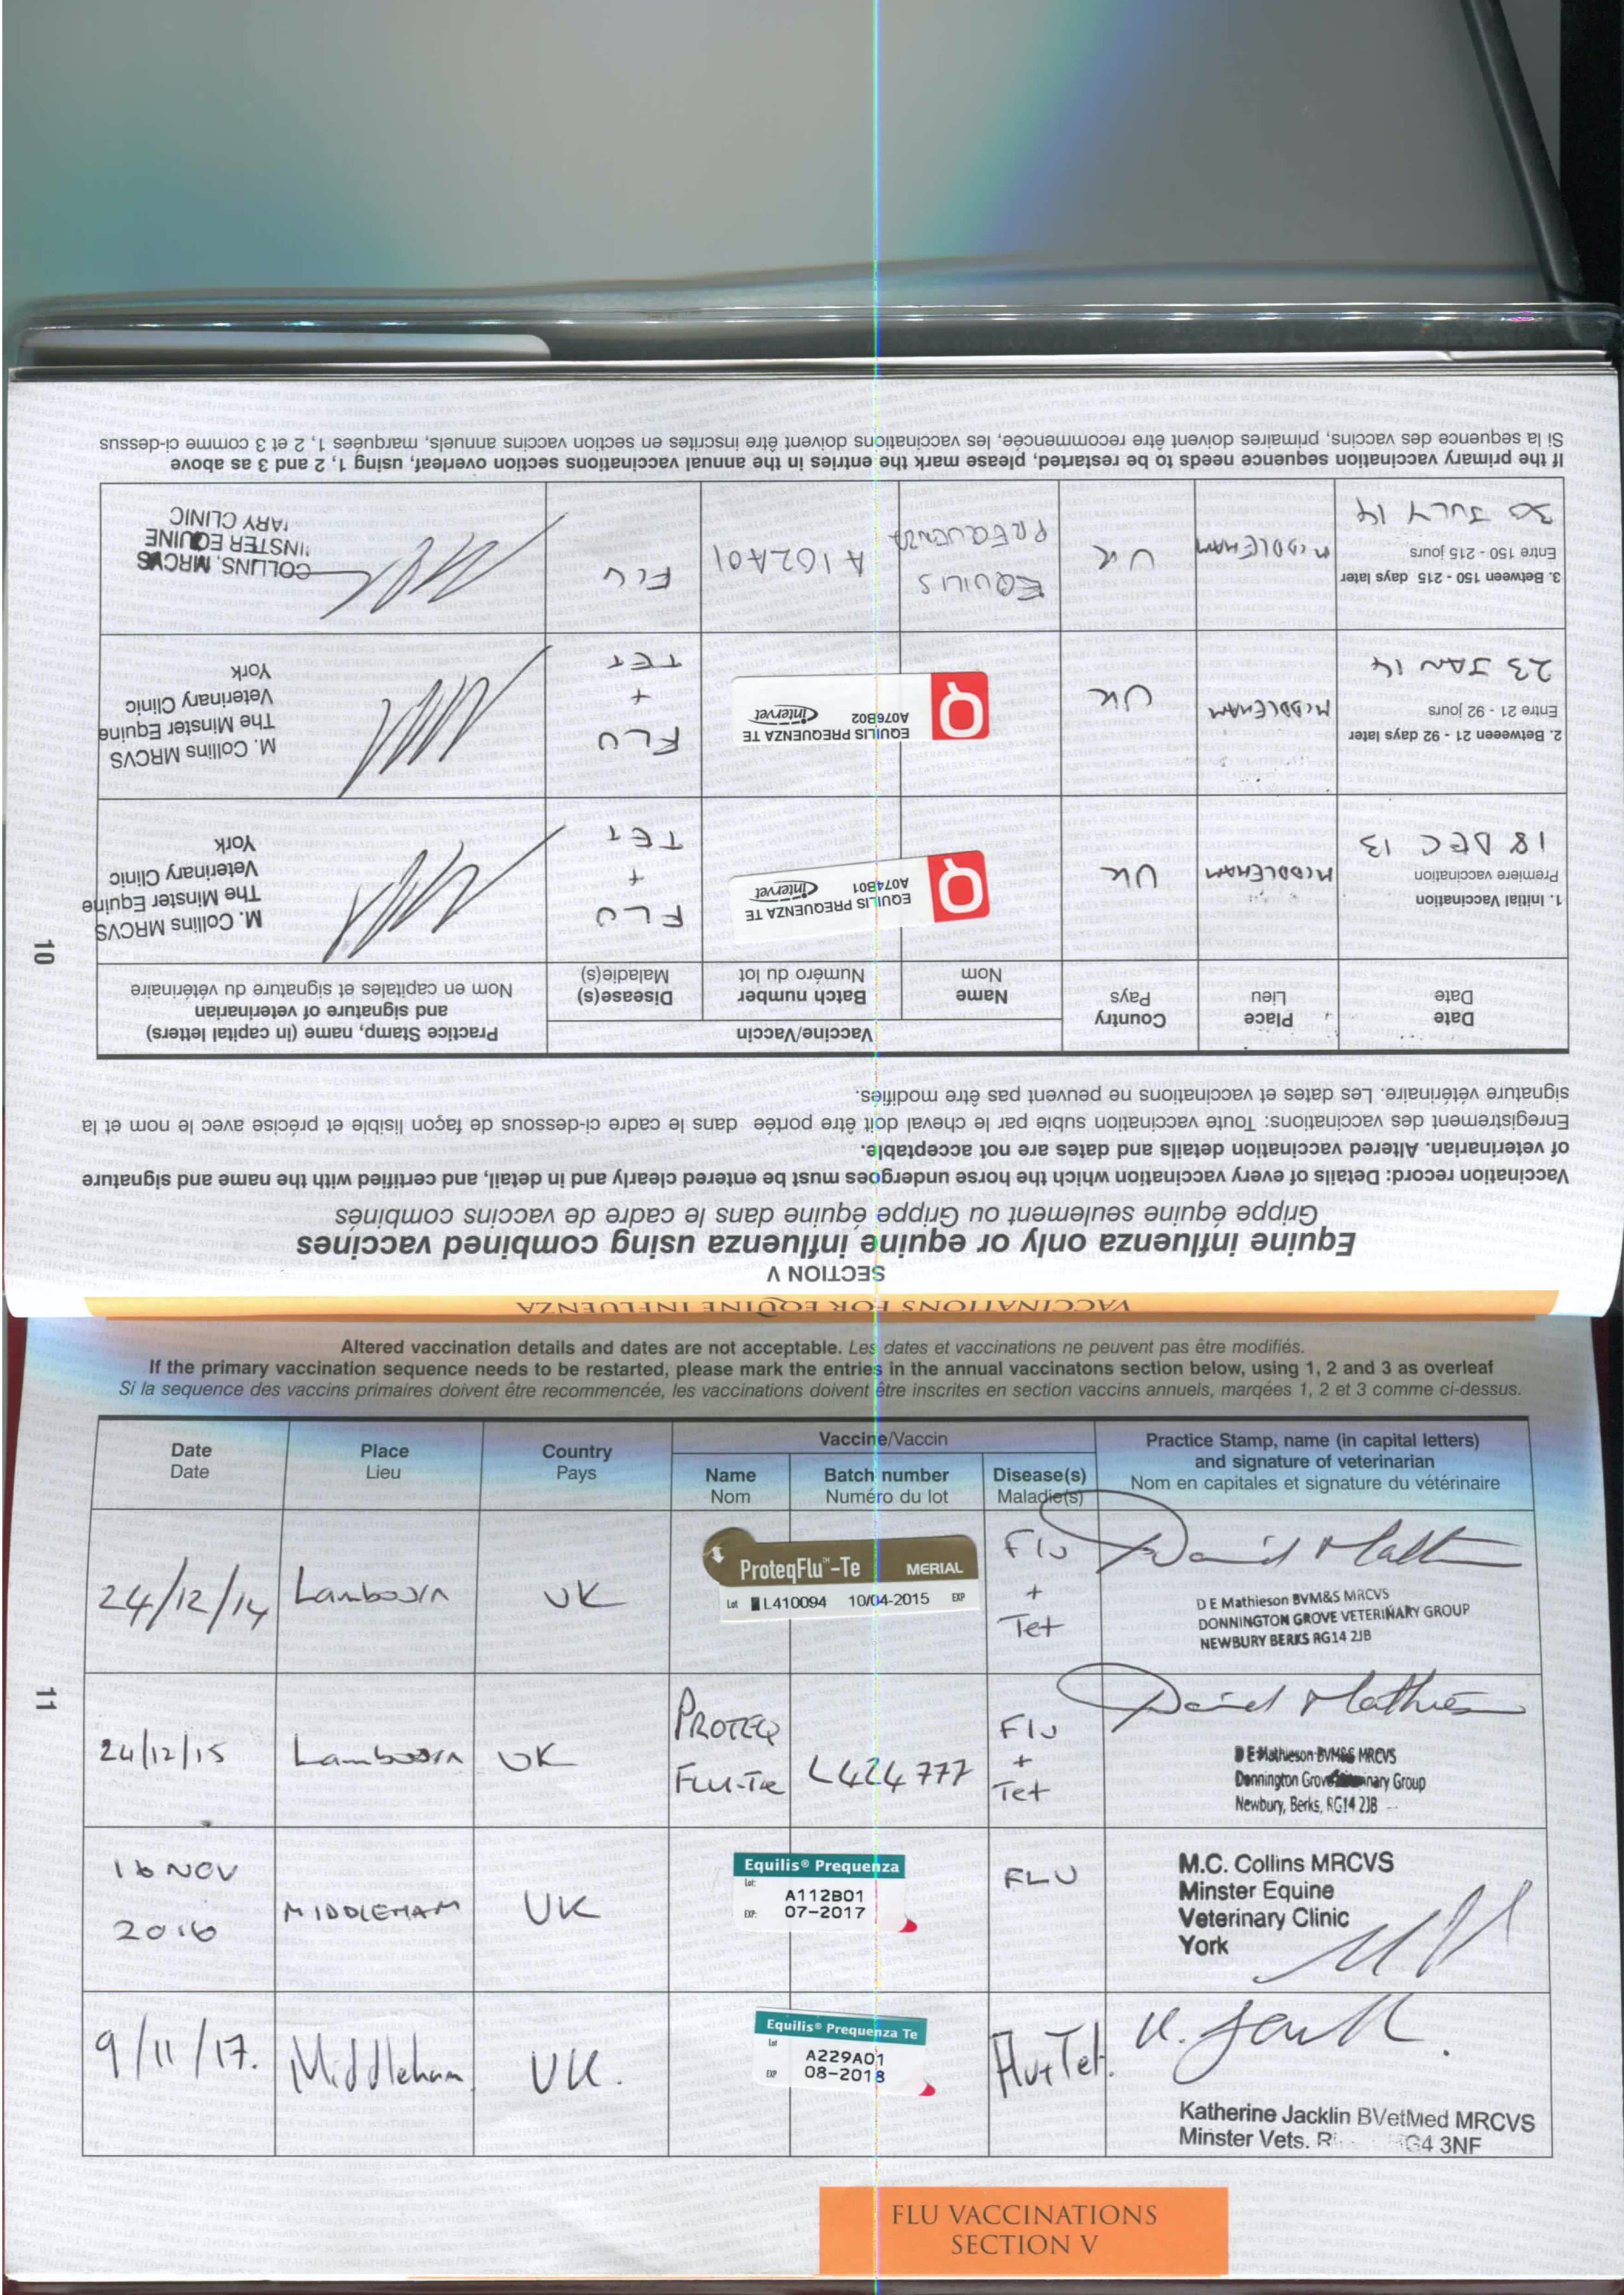 10
VACCINATIONS FOR EQUINE INFLUENZA
SECTION V
Equine influenza only or equine influenza using combined vaccines
Grippe équine seulement ou Grippe équine dans le cadre de vaccins combinés
Vaccination record: Details of every vaccination which the horse undergoes must be entered clearly and in detail, and certified with the name and signature
of veterinarian. Altered vaccination details and dates are not acceptable.
Enregistrement des vaccinations: Toute vaccination subie par le cheval doit être portée dans le cadre ci-dessous de façon lisible et précise avec le nom et la
signature vétérinaire. Les dates et vaccinations ne peuvent pas être modifiés.
Date
Date
Place
Lieu
Country
Pays
Vaccine/Vaccin
Name
Nom
Batch number
Numéro du lot
Disease(s)
Maladie(s)
Practice Stamp, name (in capital letters)
and signature of veterinarian
Nom en capitales et signature du vétérinaire
1. Initial Vaccination
Premiere vaccination
18 DEC 13
MIDDLEHAM
UK
EQUILIS PREQUENZA TE
A074B01 Intervet
FLU
+
TET
M. Collins MRCVS
The Minster Equine
Veterinary Clinic
York
2. Betweeen 21 - 92 days later
Entre 21 - 92 jours
23 JAN 14
MIDDLEHAM
UK
EQUILIS PREQUENZA TE
A076B02 Intervet
FLU
+
TET
M. Collins MRCVS
The Minster Equine
Veterinary Clinic
York
3. Between 150 - 215 days later
Entre 150 - 215 jours
30 JULY 14
MIDDLEHAM
UK
EQUILIS
PREQUENZA
A162A01
FLU
COLLINS, MRCVS
INSTER EQUINE
IARY CLINIC
If the primary vaccination sequence needs to be restarted, please mark the entries in the annual vaccinations section overleaf, using 1, 2 and 3 as above
Si la sequence des vaccins, primaires doivent être recommencée, les vaccinations doivent être inscrites en section vaccins annuels, marquées 1, 2 et 3 comme ci-dessus
11
Altered vaccination details and dates are not acceptable. Les dates et vaccinations ne peuvent pas être modifiés.
If the primary vaccination sequence needs to be restarted, please mark the entries in the annual vaccinatons section below, using 1, 2 and 3 as overleaf
Si la sequence des vaccins primaires doivent être recommencée, les vaccinations doivent être inscrites en section vaccins annuels, marqées 1, 2 et 3 comme ci-dessus.
Date
Date
Place
Lieu
Country
Pays
Vaccine/Vaccin
Name
Nom
Batch number
Numéro du lot
Disease(s)
Maladie(s)
Practice Stamp, name (in capital letters)
and signature of veterinarian
Nom en capitales et signature du vétérinaire
24/12/14
Lambourn
UK
ProteqFlu™-Te MERIAL
Lot L410094 10/04-2015 EXP
Flu
+
Tet
D E Mathieson BVM&S MRCVS
DONNINGTON GROVE VETERINARY GROUP
NEWBURY BERKS RG14 2JB
24/12/15
Lambourn
UK
PROTEQ
FLU-Te
L424777
Flu
+
Tet
David Mathieson
D E Mathieson BVM&S MRCVS
Donnington Grove Veterinary Group
Newbury, Berks, RG14 2JB
16 NOV
2016
MIDDLEHAM
UK
Equilis® Prequenza
Lot:
A112B01
EXP: 07-2017
FLU
M.C. Collins MRCVS
Minster Equine
Veterinary Clinic
York
9/11/17.
Middleham
UK.
Equilis® Prequenza Te
Lot
A229A01
EXP 08-2018
Flu+Tet.
Katherine Jacklin BVetMed MRCVS
Minster Vets. G4 3NF
FLU VACCINATIONS
SECTION V